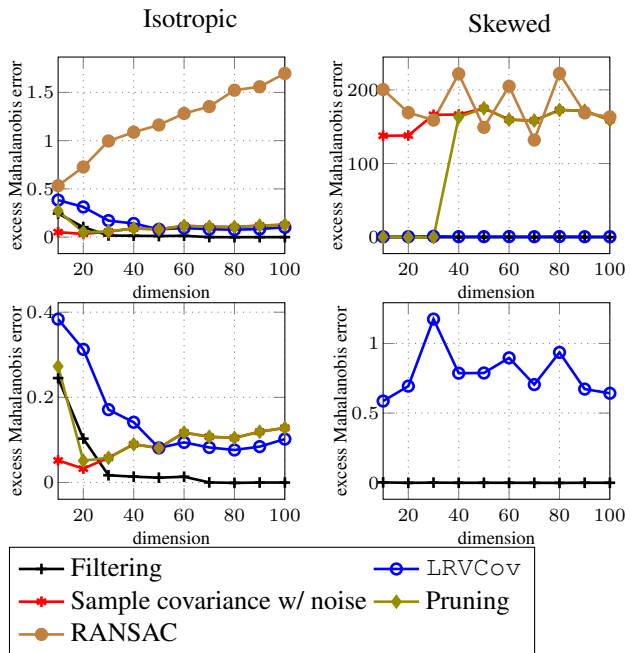 Isotropic
Skewed
excess Mahalanobis error
1.5
1
0.5
0
20 40 60 80 100
dimension
excess Mahalanobis error
200
100
0
20 40 60 80 100
dimension
excess Mahalanobis error
0.4
0.2
0
20 40 60 80 100
dimension
excess Mahalanobis error
1
0.5
0
20 40 60 80 100
dimension
Filtering
LRVCov
Sample covariance w/ noise
Pruning
RANSAC